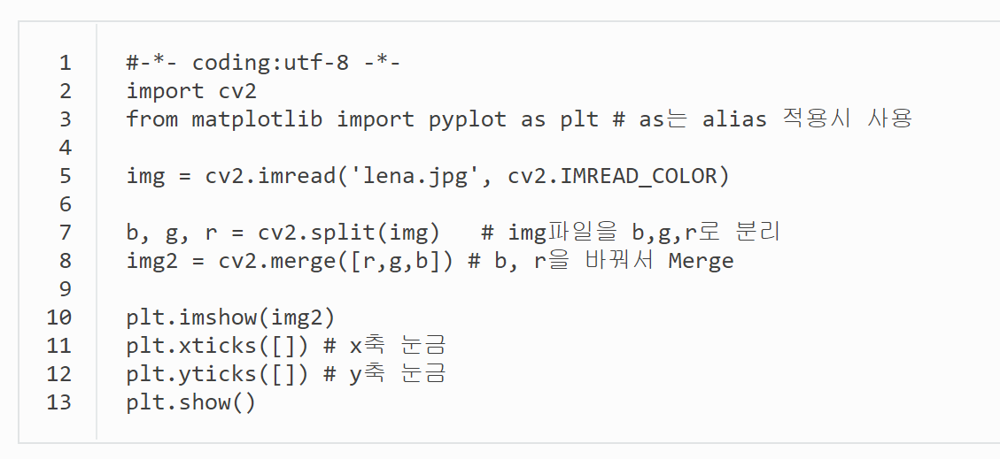 1 #-*- coding:utf-8 -*-
2 import cv2
3 from matplotlib import pyplot as plt # as는 alias 적용시 사용
4
5 img = cv2.imread('lena.jpg', cv2.IMREAD_COLOR)
6
7 b, g, r = cv2.split(img)   # img파일을 b,g,r로 분리
8 img2 = cv2.merge([r,g,b]) # b, r을 바꿔서 Merge
9
10 plt.imshow(img2)
11 plt.xticks([]) # x축 눈금
12 plt.yticks([]) # y축 눈금
13 plt.show()